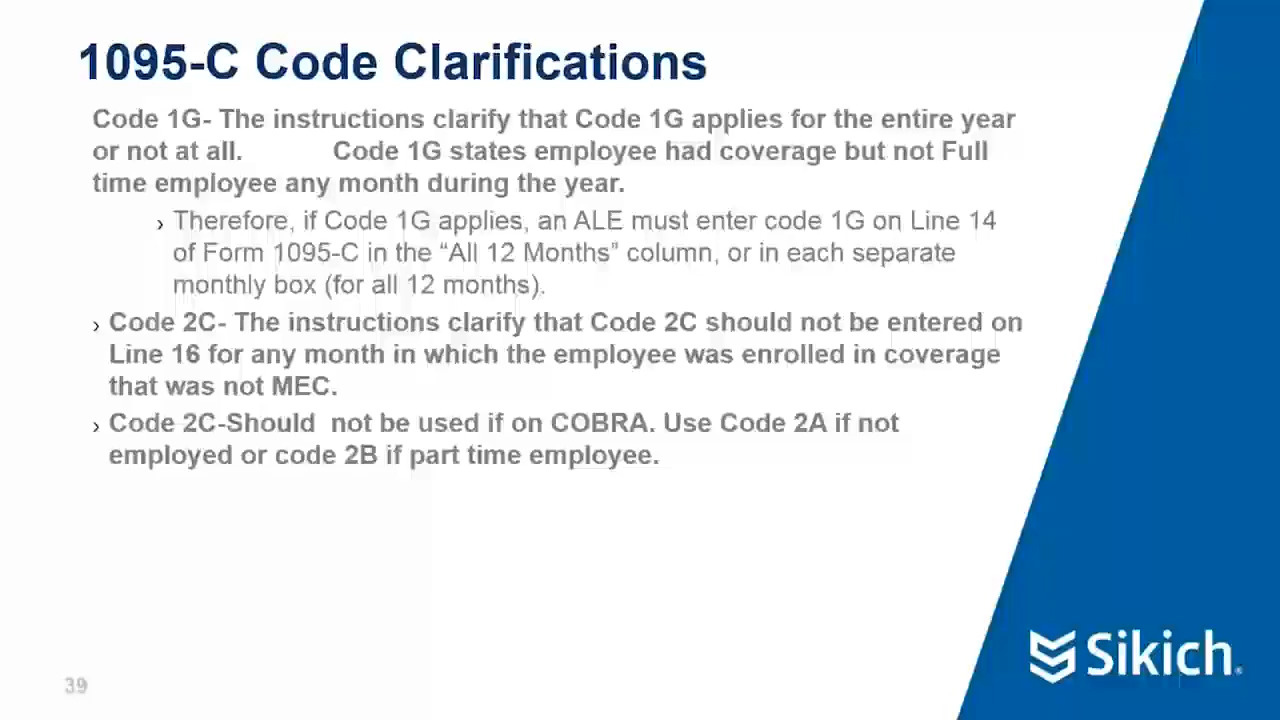 1095-C Code Clarifications
Code 1G- The instructions clarify that Code 1G applies for the entire year
or not at all. Code 1G states employee had coverage but not Full
time employee any month during the year.
› Therefore, if Code 1G applies, an ALE must enter code 1G on Line 14
of Form 1095-C in the “All 12 Months” column, or in each separate
monthly box (for all 12 months).
› Code 2C- The instructions clarify that Code 2C should not be entered on
Line 16 for any month in which the employee was enrolled in coverage
that was not MEC.
› Code 2C-Should not be used if on COBRA. Use Code 2A if not
employed or code 2B if part time employee.
Sikich.
39